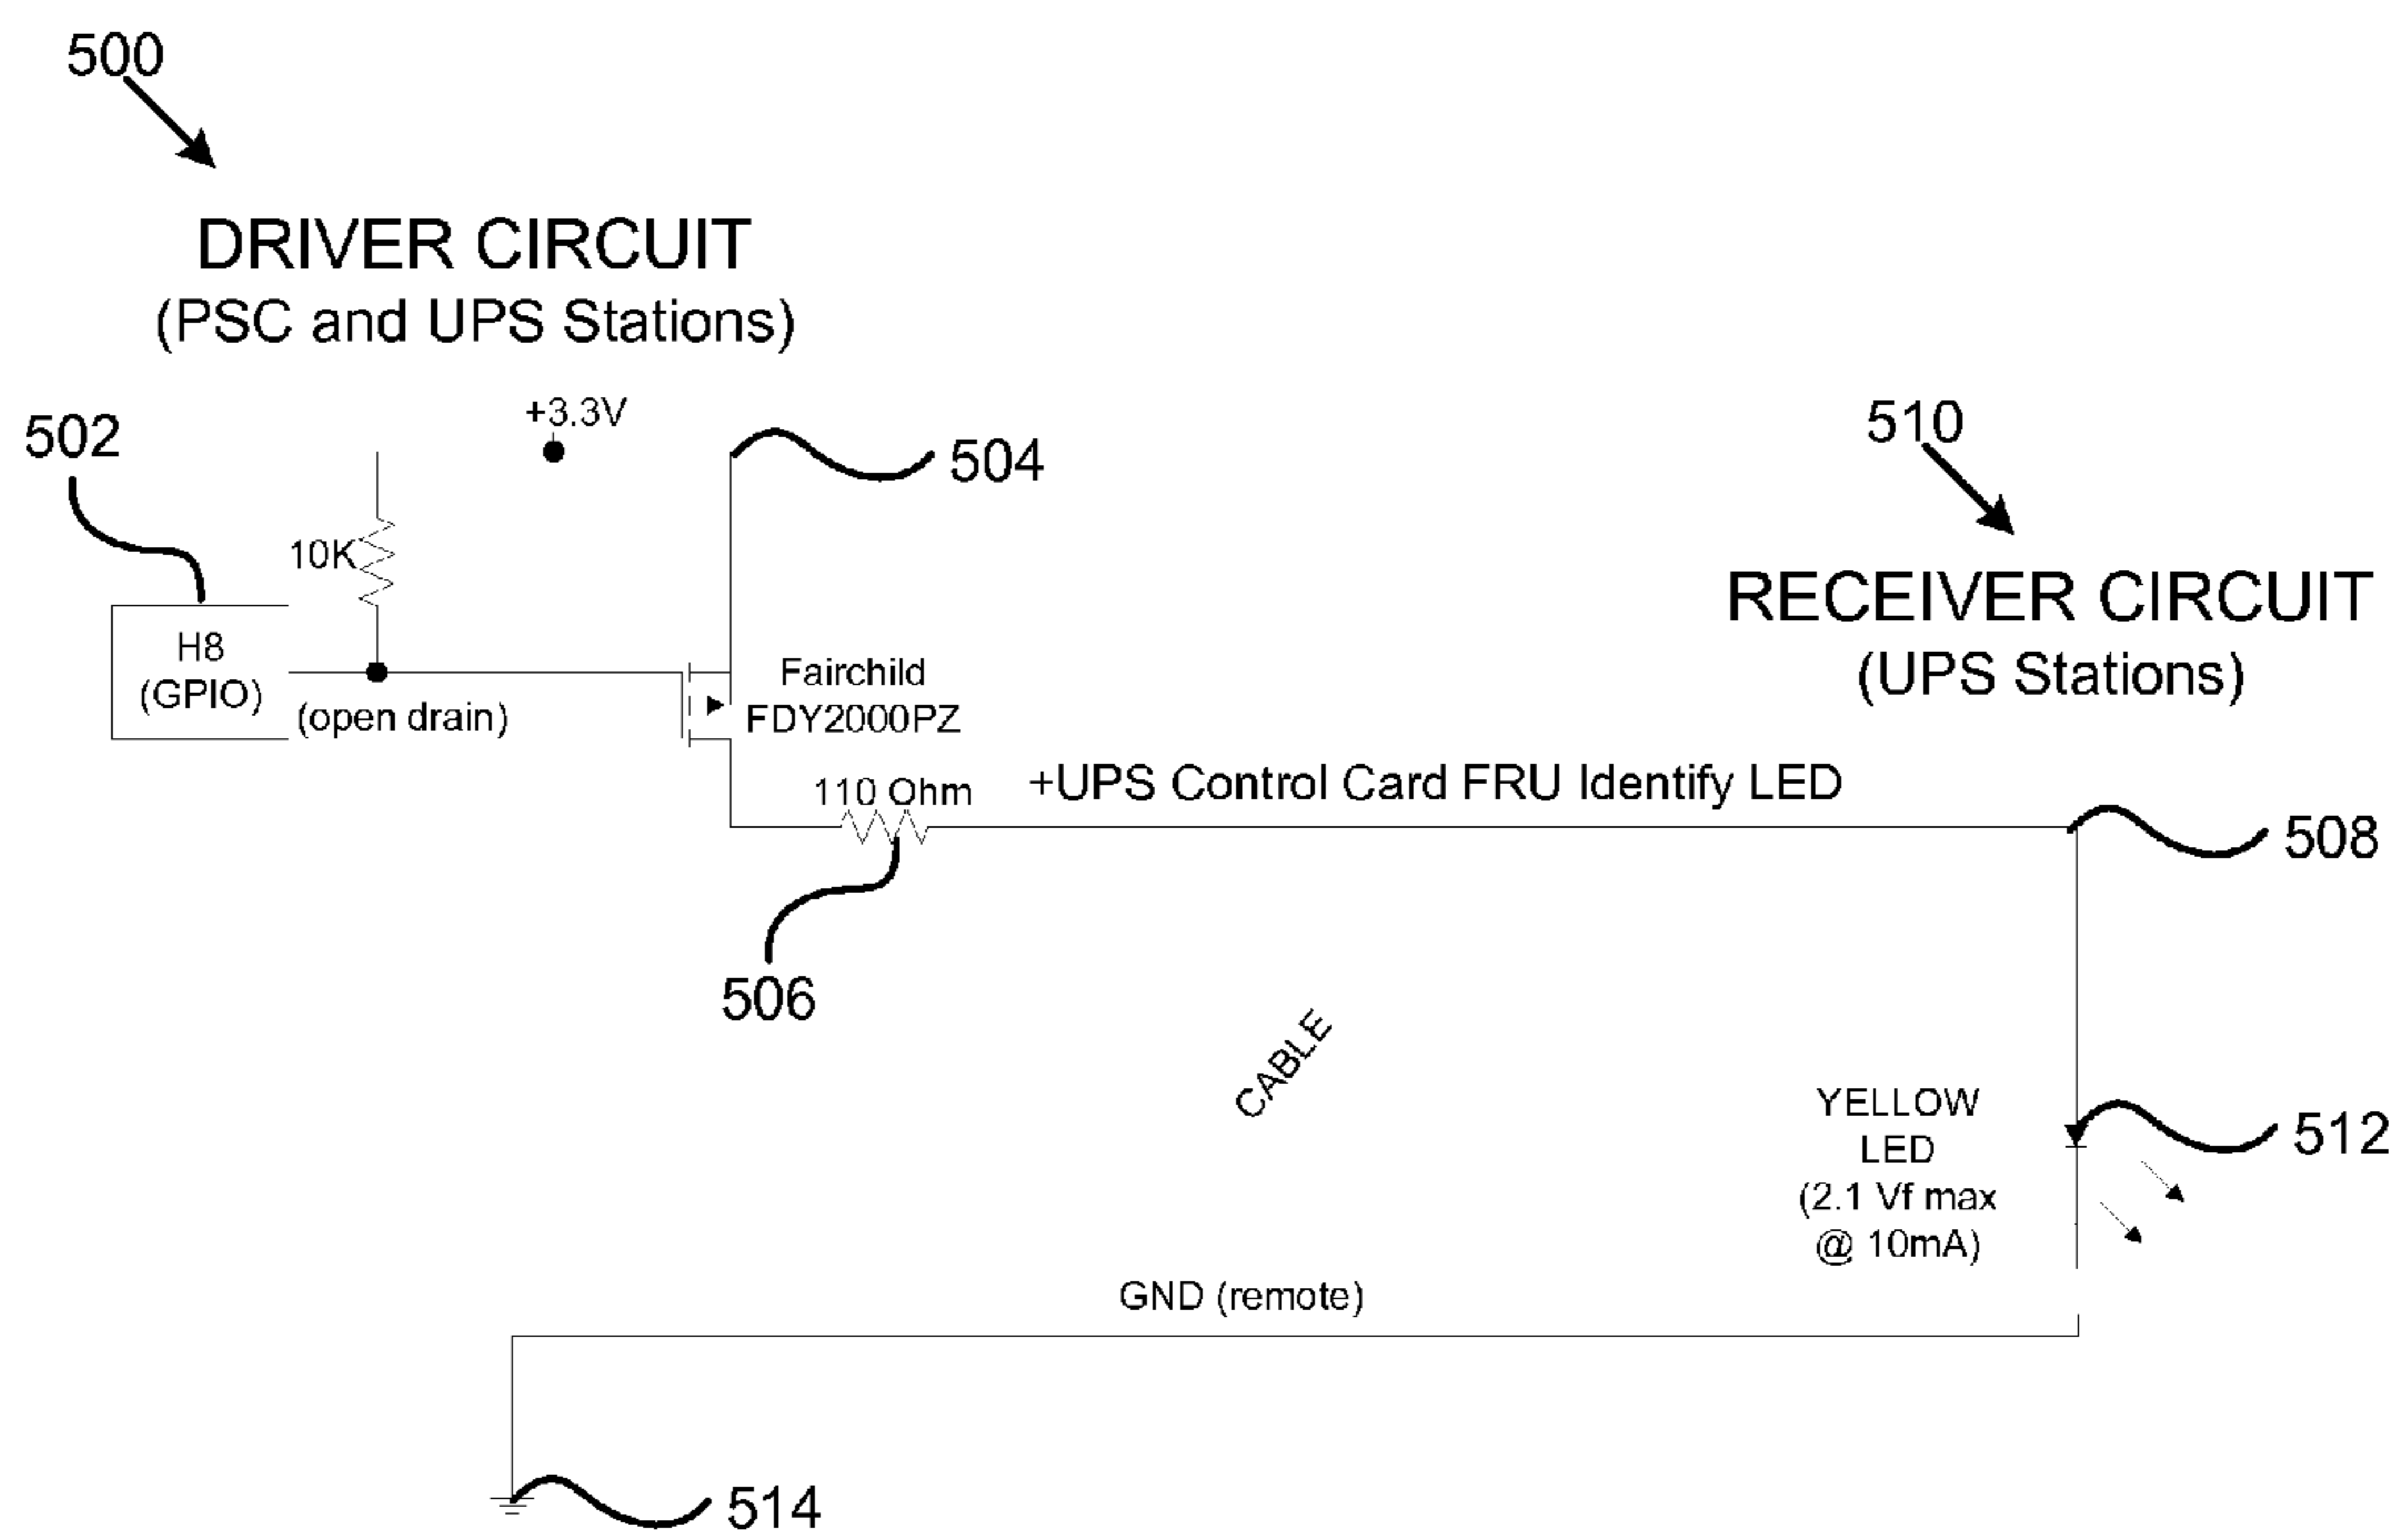 500
DRIVER CIRCUIT
(PSC and UPS Stations)
+3.3V
502
504
510
10K
RECEIVER CIRCUIT
(UPS Stations)
H8
(GPIO)
(open drain)
Fairchild
FDY2000PZ
110 Ohm
+UPS Control Card FRU Identify LED
508
506
CABLE
YELLOW
LED
(2.1 Vf max
@ 10mA)
512
GND (remote)
514